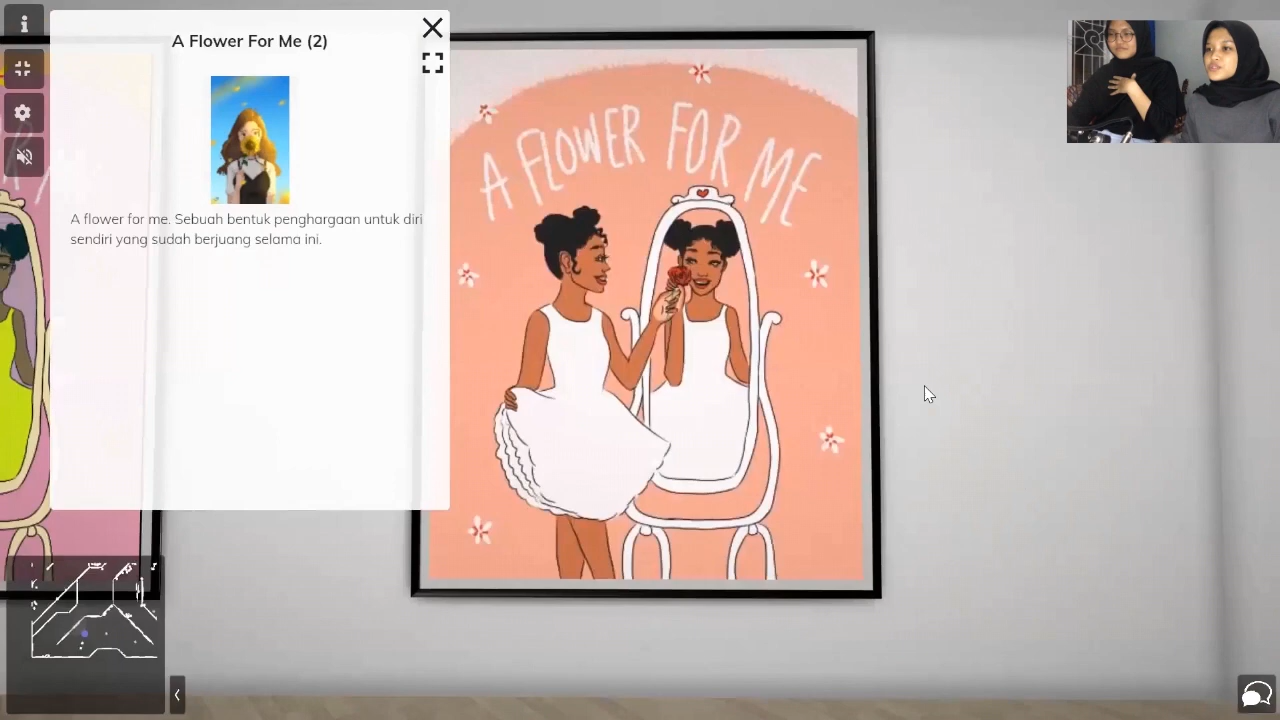 A Flower For Me (2)
A flower for me. Sebuah bentuk penghargaan untuk diri
sendiri yang sudah berjuang selama ini.
A FLOWER FOR ME